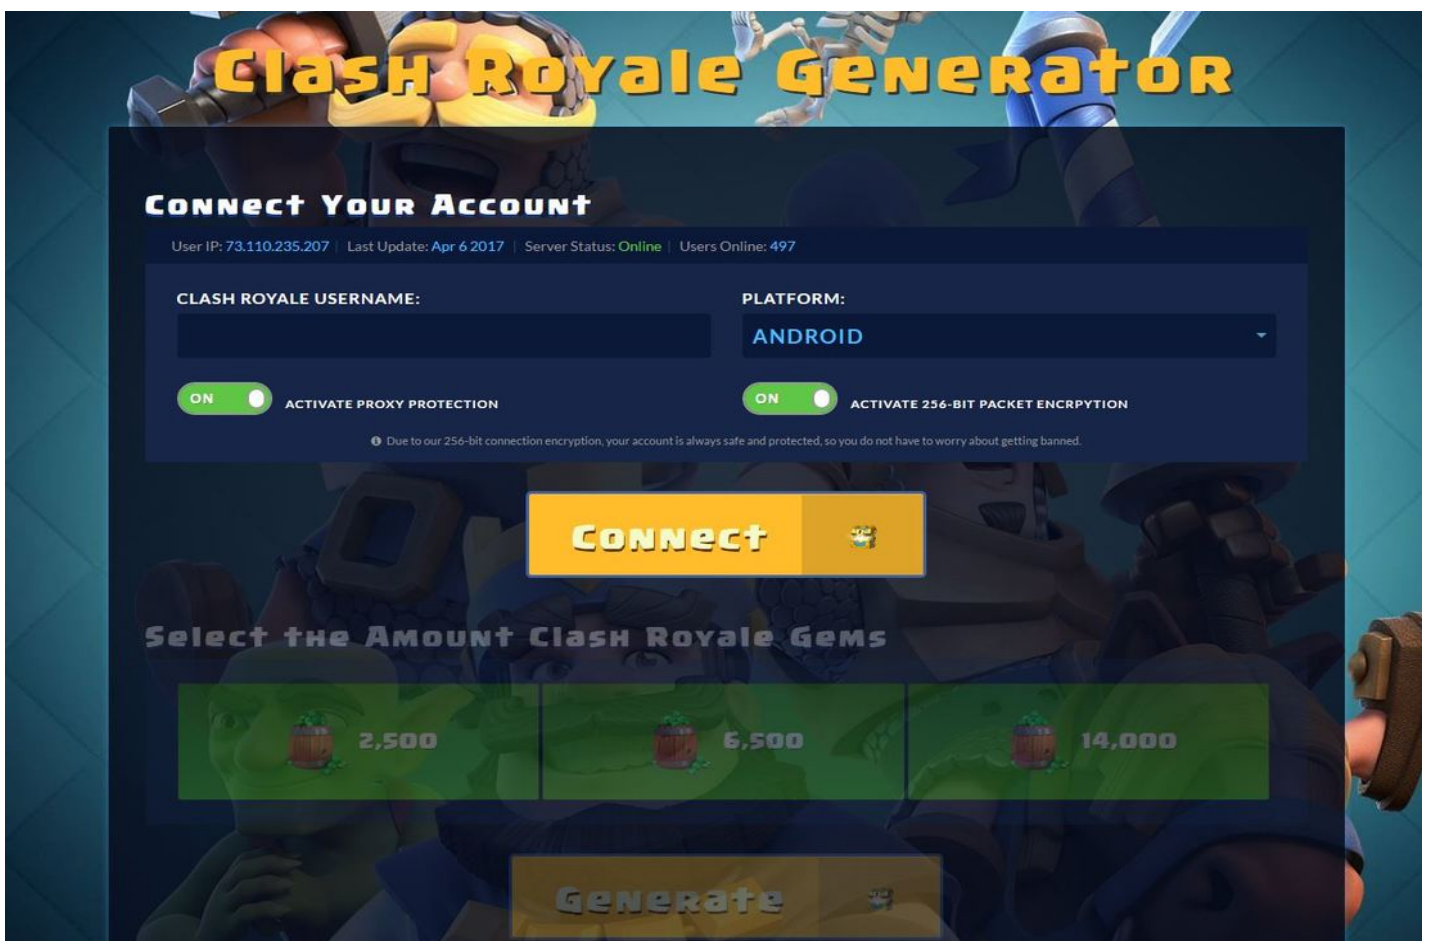 Clash Royale Generator
Connect Your Account
User IP: 73.110.235.207 | Last Update: Apr 6 2017 | Server Status: Online | Users Online: 497
CLASH ROYALE USERNAME:
PLATFORM:
ANDROID
ON ACTIVATE PROXY PROTECTION
ON ACTIVATE 256-BIT PACKET ENCRPYTION
Due to our 256-bit connection encryption, your account is always safe and protected, so you do not have to worry about getting banned.
Connect
Select the Amount Clash Royale Gems
2,500
6,500
14,000
Generate